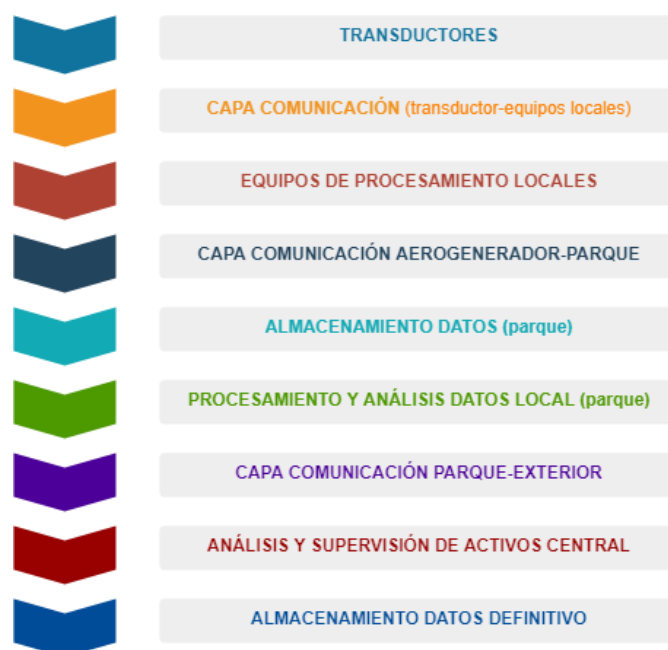 TRANSDUCTORES
CAPA COMUNICACIÓN (transductor-equipos locales)
EQUIPOS DE PROCESAMIENTO LOCALES
CAPA COMUNICACIÓN AEROGENERADOR-PARQUE
ALMACENAMIENTO DATOS (parque)
PROCESAMIENTO Y ANÁLISIS DATOS LOCAL (parque)
CAPA COMUNICACIÓN PARQUE-EXTERIOR
ANÁLISIS Y SUPERVISIÓN DE ACTIVOS CENTRAL
ALMACENAMIENTO DATOS DEFINITIVO